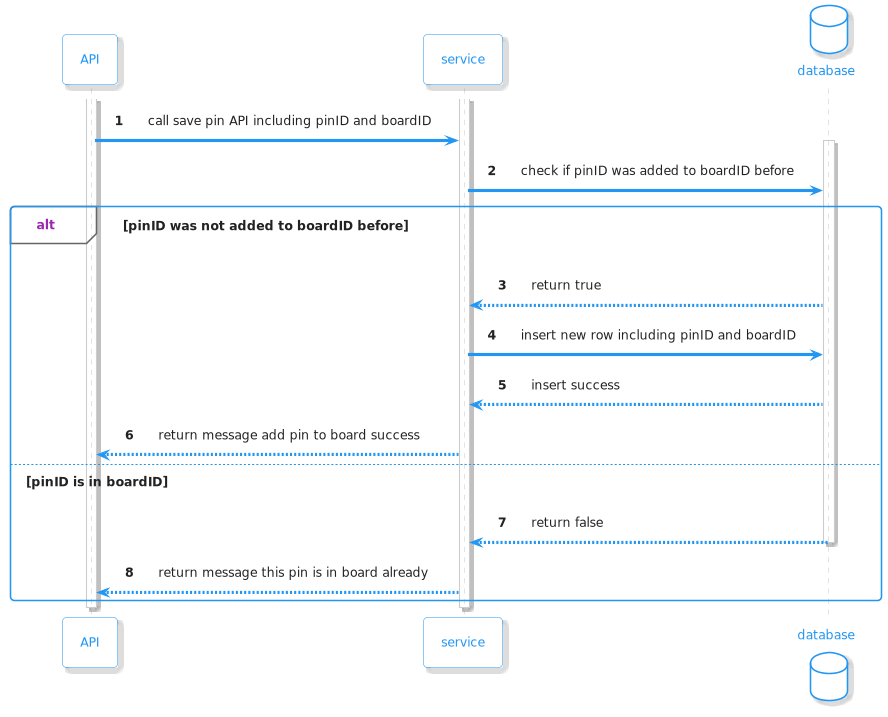 API
service
database
1 call save pin API including pinID and boardID
2 check if pinID was added to boardID before
alt [pinID was not added to boardID before]
3 return true
4 insert new row including pinID and boardID
5 insert success
6 return message add pin to board success
[pinID is in boardID]
7 return false
8 return message this pin is in board already
API
service
database